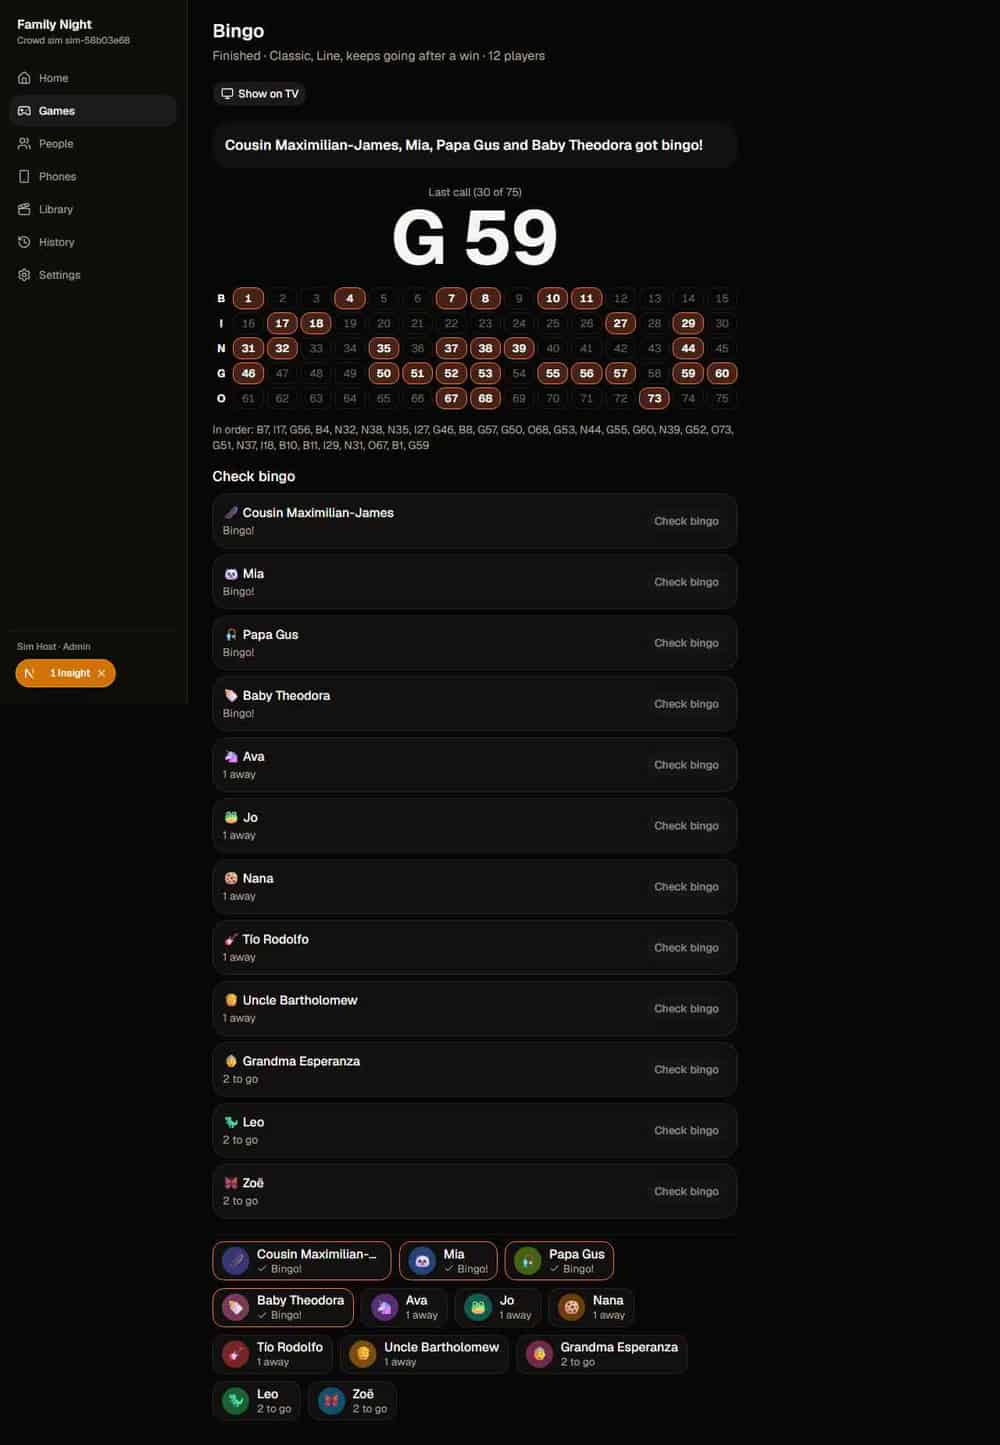 Family Night
Crowd sim sim-58b03e68
Home
Games
People
Phones
Library
History
Settings
Sim Host · Admin
1 Insight
Bingo
Finished · Classic, Line, keeps going after a win · 12 players
Show on TV
Cousin Maximilian-James, Mia, Papa Gus and Baby Theodora got bingo!
Last call (30 of 75)
G 59
B 1 2 3 4 5 6 7 8 9 10 11 12 13 14 15
I 16 17 18 19 20 21 22 23 24 25 26 27 28 29 30
N 31 32 33 34 35 36 37 38 39 40 41 42 43 44 45
G 46 47 48 49 50 51 52 53 54 55 56 57 58 59 60
O 61 62 63 64 65 66 67 68 69 70 71 72 73 74 75
In order: B7, I17, G56, B4, N32, N38, N35, I27, G46, B8, G57, G50, O68, G53, N44, G55, G60, N39, G52, O73,
G51, N37, I18, B10, B11, I29, N31, O67, B1, G59
Check bingo
Cousin Maximilian-James
Bingo!
Check bingo
Mia
Bingo!
Check bingo
Papa Gus
Bingo!
Check bingo
Baby Theodora
Bingo!
Check bingo
Ava
1 away
Check bingo
Jo
1 away
Check bingo
Nana
1 away
Check bingo
Tío Rodolfo
1 away
Check bingo
Uncle Bartholomew
1 away
Check bingo
Grandma Esperanza
2 to go
Check bingo
Leo
2 to go
Check bingo
Zoë
2 to go
Check bingo
Cousin Maximilian-...
✓ Bingo!
Mia
✓ Bingo!
Papa Gus
✓ Bingo!
Baby Theodora
✓ Bingo!
Ava
1 away
Jo
1 away
Nana
1 away
Tío Rodolfo
1 away
Uncle Bartholomew
1 away
Grandma Esperanza
2 to go
Leo
2 to go
Zoë
2 to go